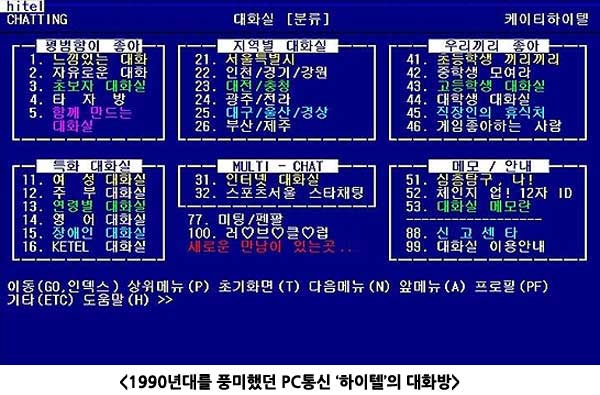 hitel
CHATTING 대화실 [분류] 케이티하이텔
평범함이 좋아
1. 느낌있는 대화
2. 자유로운 대화
3. 초보자 대화실
4. 타 자 방
5. 함께 만드는
대화실
지역별 대화실
21. 서울특별시
22. 인천/경기/강원
23. 대전/충청
24. 광주/전라
25. 대구/울산/경상
26. 부산/제주
우리끼리 좋아
41. 초등학생 끼리끼리
42. 중학생 모여라
43. 고등학생 대화실
44. 대학생 대화실
45. 직장인의 휴식처
46. 게임좋아하는 사람
특화 대화실
11. 여 성 대화실
12. 주 부 대화실
13. 연령별 대화실
14. 영 어 대화실
15. 장애인 대화실
16. KETEL 대화실
MULTI - CHAT
31. 인터넷 대화실
32. 스포츠서울 스타채팅
77. 미팅/펜팔
100. 러♡브♡클♡럽
새로운 만남이 있는곳..
메모 / 안내
51. 심층탐구, 나!
52. 체인지 업! 12자 ID
53. 대화실 메모란
--------------------
88. 신 고 센 타
99. 대화실 이용안내
이동(GO,인덱스) 상위메뉴(P) 초기화면(T) 다음메뉴(N) 앞메뉴(A) 프로필(PF)
기타(ETC) 도움말(H) >>
<1990년대를 풍미했던 PC통신 ‘하이텔’의 대화방>